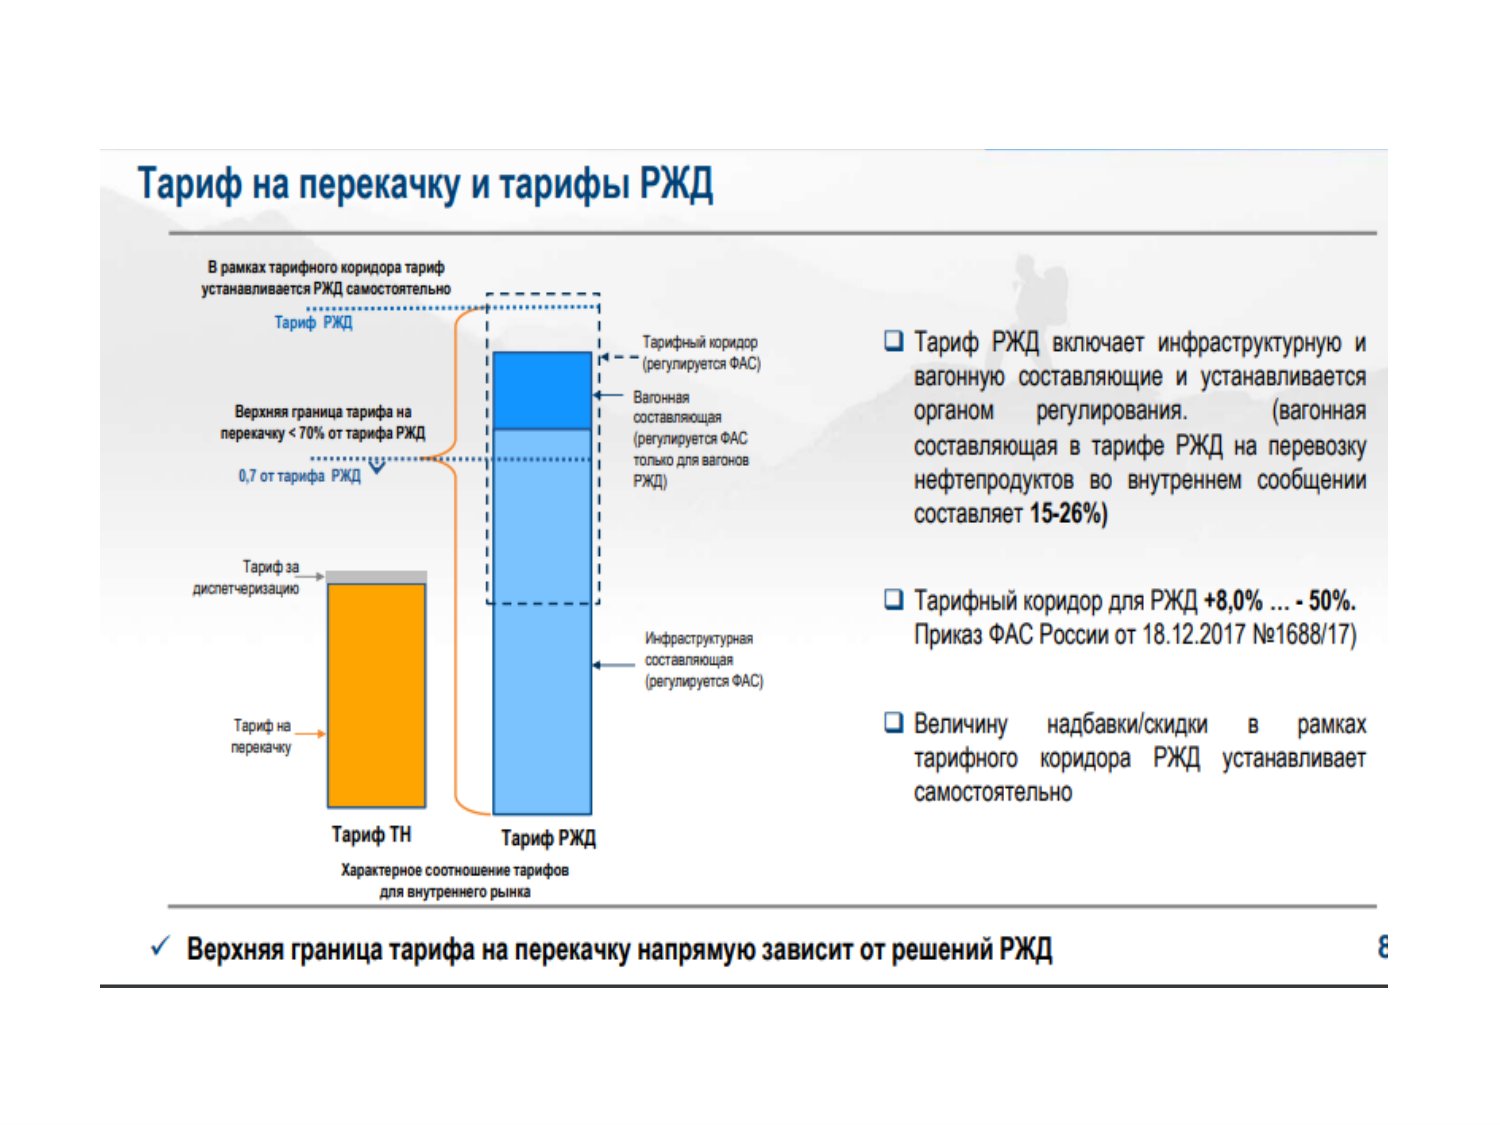 Тариф на перекачку и тарифы РЖД
В рамках тарифного коридора тариф
устанавливается РЖД самостоятельно
Тариф РЖД
Верхняя граница тарифа на
перекачку < 70% от тарифа РЖД
0,7 от тарифа РЖД
Тариф за
диспетчеризацию
Тариф на
перекачку
Тарифный коридор
(регулируется ФАС)
Вагонная
составляющая
(регулируется ФАС
только для вагонов
РЖД)
Инфраструктурная
составляющая
(регулируется ФАС)
Тариф ТН
Тариф РЖД
Характерное соотношение тарифов
для внутреннего рынка
Тариф РЖД включает инфраструктурную и
вагонную составляющие и устанавливается
органом регулирования. (вагонная
составляющая в тарифе РЖД на перевозку
нефтепродуктов во внутреннем сообщении
составляет 15-26%)
Тарифный коридор для РЖД +8,0% ... - 50%.
Приказ ФАС России от 18.12.2017 №1688/17)
Величину надбавки/скидки в рамках
тарифного коридора РЖД устанавливает
самостоятельно
✓ Верхняя граница тарифа на перекачку напрямую зависит от решений РЖД
8